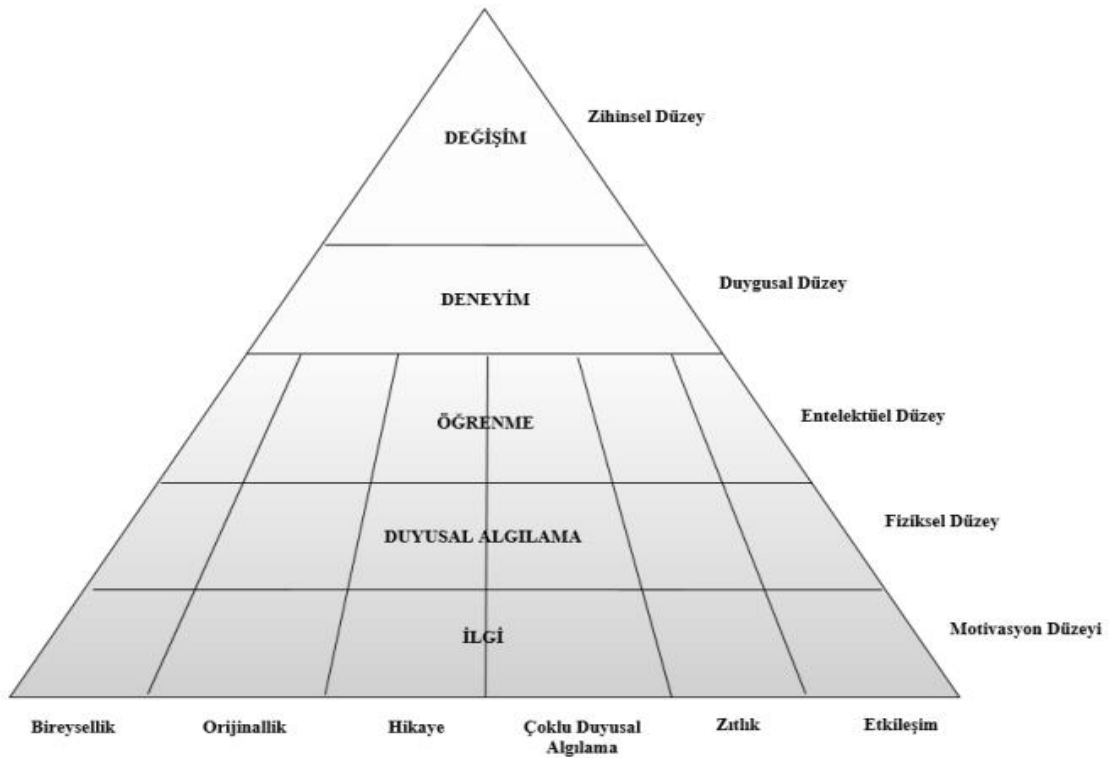 Zihinsel Düzey
DEĞİŞİM
Duygusal Düzey
DENEYİM
Entelektüel Düzey
ÖĞRENME
Fiziksel Düzey
DUYUSAL ALGILAMA
Motivasyon Düzeyi
İLGİ
Bireysellik
Orijinallik
Hikaye
Çoklu Duyusal
Algılama
Zıtlık
Etkileşim